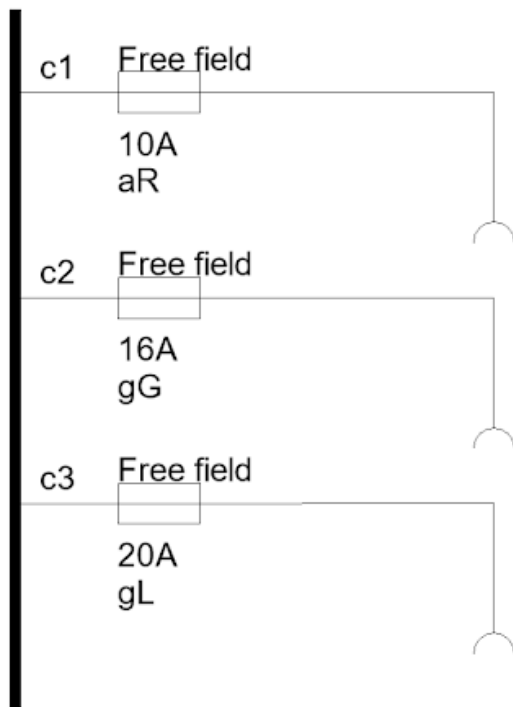 c1 Free field
10A
aR
c2 Free field
16A
gG
c3 Free field
20A
gL